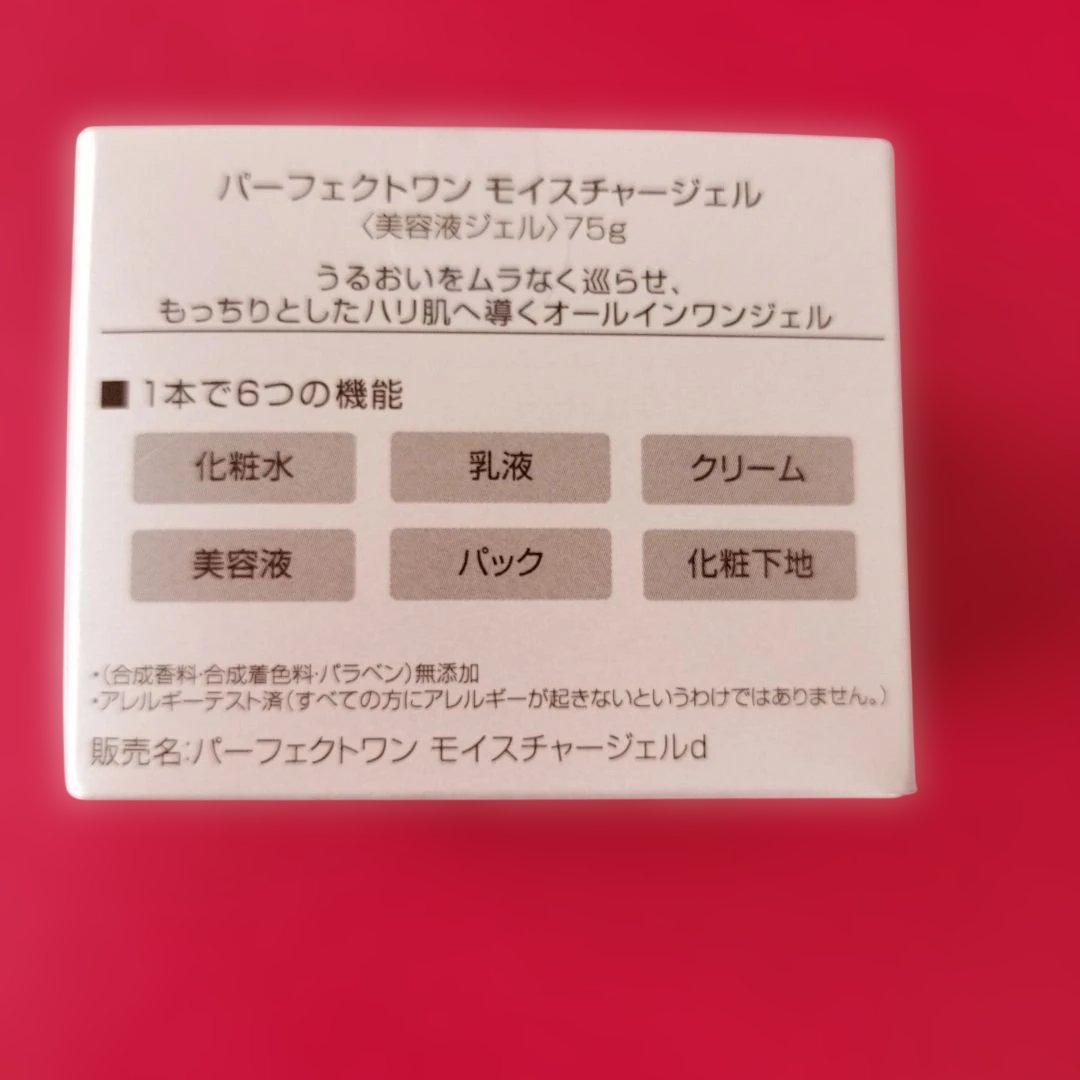 パーフェクトワン モイスチャージェル
〈美容液ジェル〉75g
うるおいをムラなく巡らせ、
もっちりとしたハリ肌へ導くオールインワンジェル
■ 1本で6つの機能
化粧水 乳液 クリーム
美容液 パック 化粧下地
・(合成香料・合成着色料・パラベン)無添加
・アレルギーテスト済(すべての方にアレルギーが起きないというわけではありません。)
販売名:パーフェクトワン モイスチャージェルd